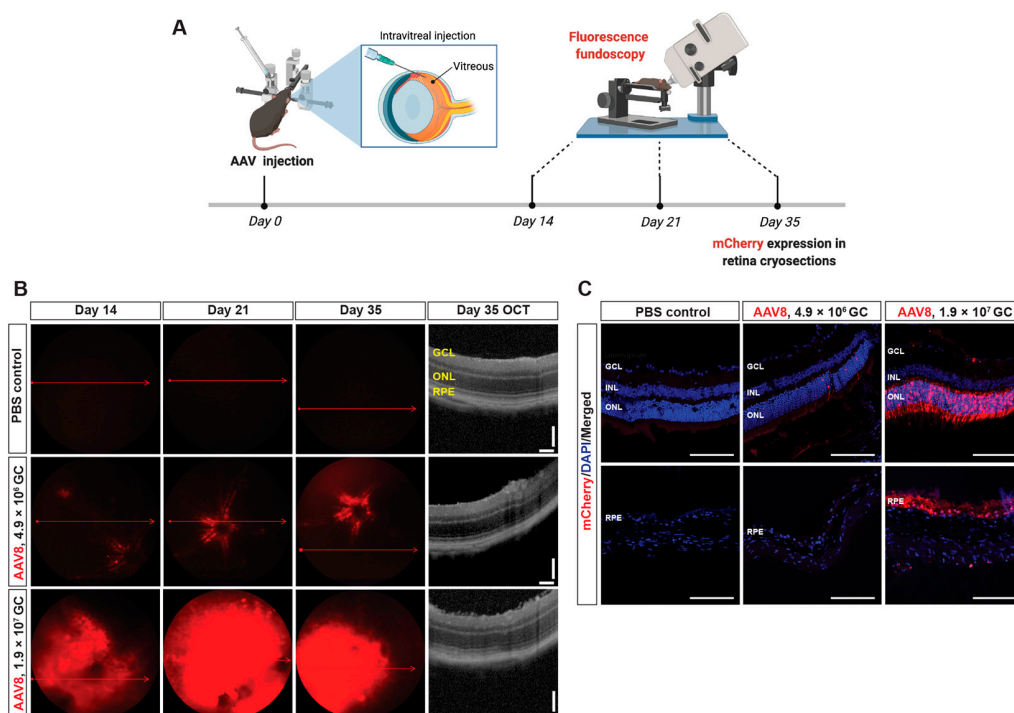 A
Intravitreal injection
Vitreous
Fluorescence
fundoscopy
AAV injection
Day 0
Day 14
Day 21
Day 35
mCherry expression in
retina cryosections
B
Day 14
Day 21
Day 35
Day 35 OCT
PBS control
GCL
ONL
RPE
AAV8, 4.9 × 10⁶ GC
AAV8, 1.9 × 10⁷ GC
C
PBS control
AAV8, 4.9 × 10⁶ GC
AAV8, 1.9 × 10⁷ GC
mCherry/DAPI/Merged
GCL
INL
ONL
GCL
INL
ONL
GCL
INL
ONL
RPE
RPE
RPE